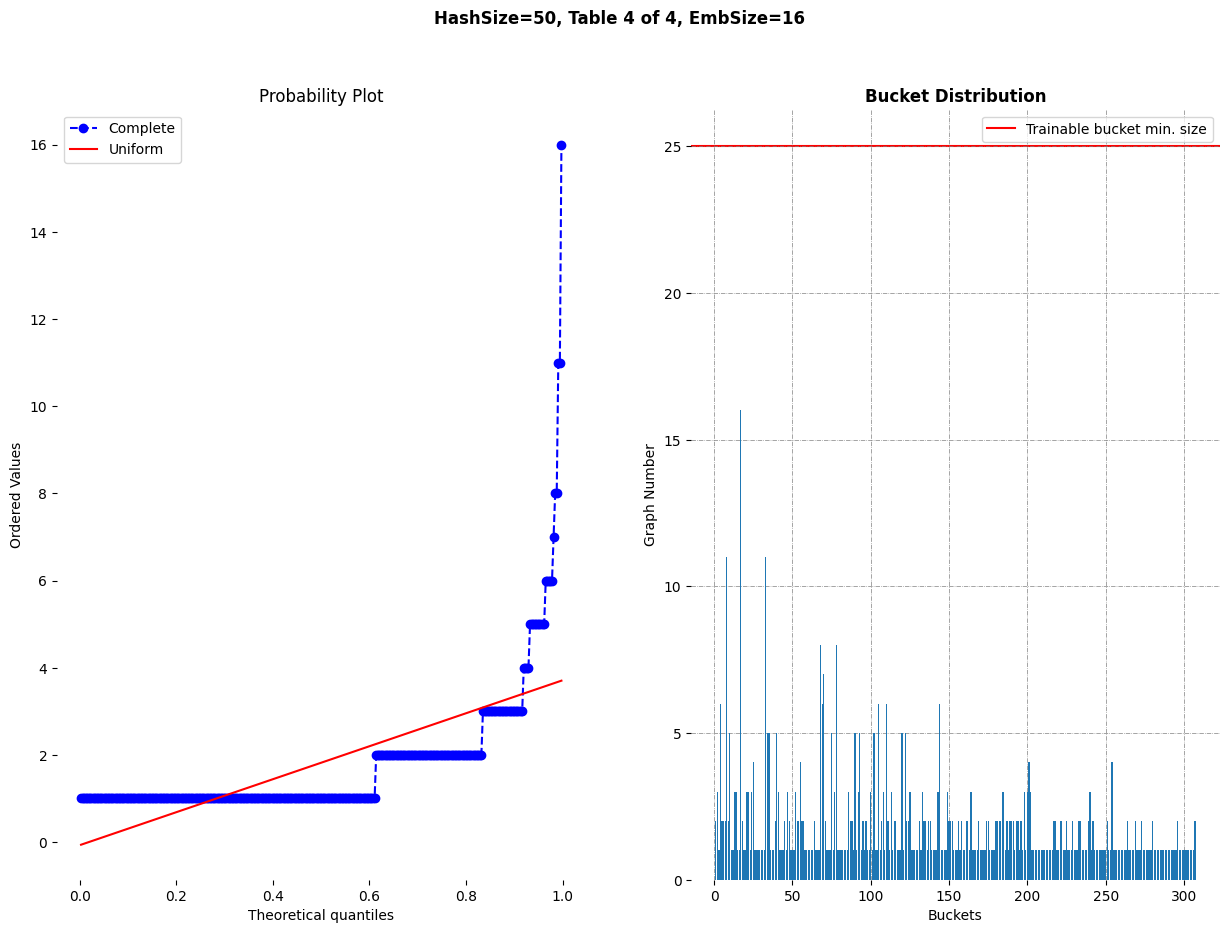 HashSize=50, Table 4 of 4, EmbSize=16
Probability Plot
Complete
Uniform
16
14
12
10
8
6
4
2
0
Ordered Values
0.0 0.2 0.4 0.6 0.8 1.0
Theoretical quantiles
Bucket Distribution
Trainable bucket min. size
25
20
15
10
5
0
Graph Number
0 50 100 150 200 250 300
Buckets